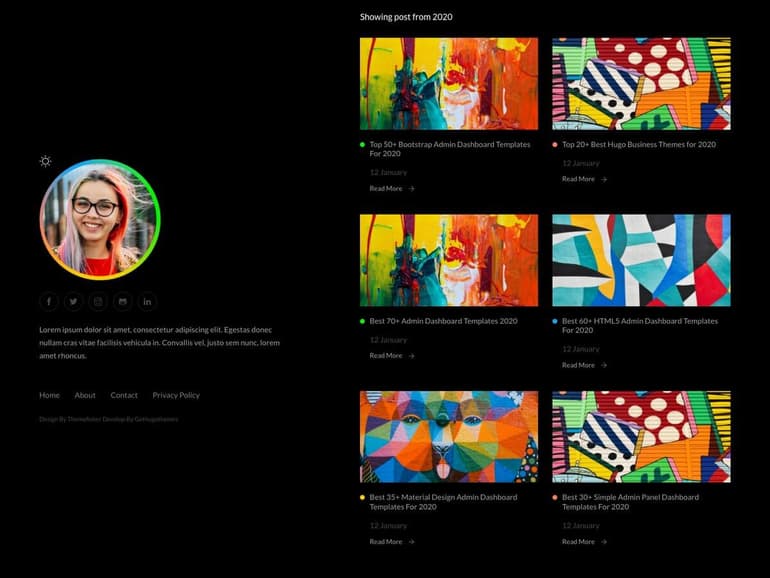 Lorem ipsum dolor sit amet, consectetur adipiscing elit. Egestas donec
nullam cras vitae facilisis vehicula in. Convallis vel, justo sem nunc, lorem
amet rhoncus.
Home About Contact Privacy Policy
Design By Themefisher Develop By Gethugothemes
Showing post from 2020
Top 50+ Bootstrap Admin Dashboard Templates
For 2020
12 January
Read More
Top 20+ Best Hugo Business Themes for 2020
12 January
Read More
Best 70+ Admin Dashboard Templates 2020
12 January
Read More
Best 60+ HTML5 Admin Dashboard Templates
For 2020
12 January
Read More
Best 35+ Material Design Admin Dashboard
Templates For 2020
12 January
Read More
Best 30+ Simple Admin Panel Dashboard
Templates For 2020
12 January
Read More